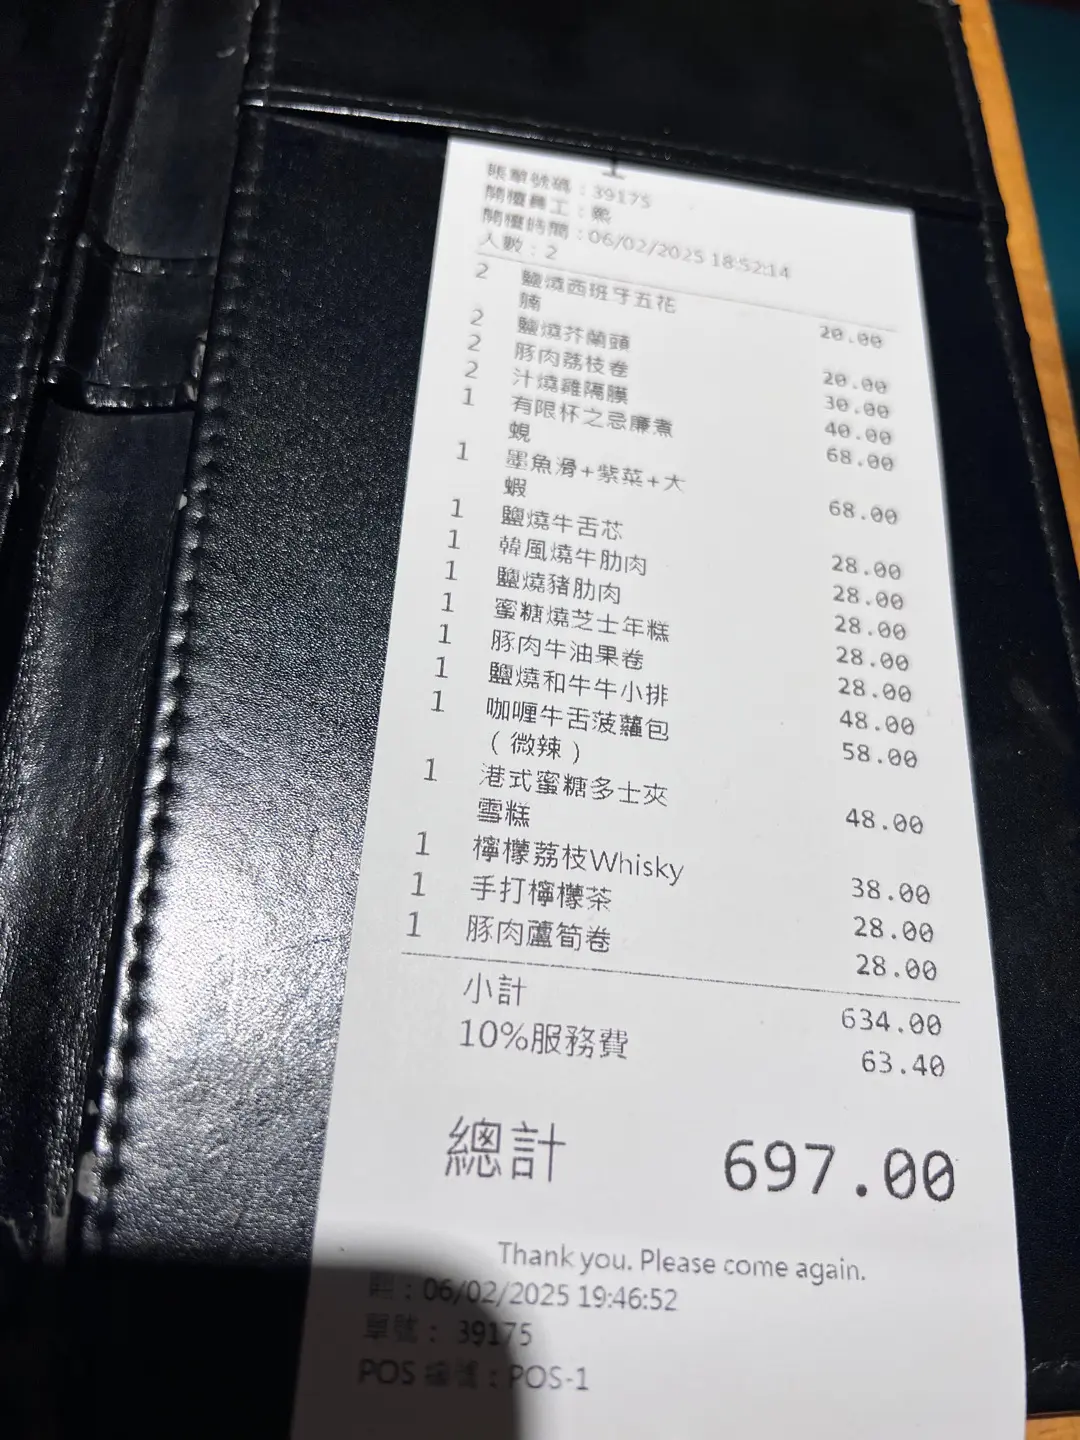 1
賬單號碼：39175
開檯員工：熙
開檯時間：06/02/2025 18:52:14
人數：2
2 鹽燒西班牙五花腩 20.00
2 鹽燒芥蘭頭 20.00
2 豚肉荔枝卷 30.00
2 汁燒雞隔膜 40.00
1 有限杯之忌廉煮蜆 68.00
1 墨魚滑+紫菜+大蝦 68.00
1 鹽燒牛舌芯 28.00
1 韓風燒牛肋肉 28.00
1 鹽燒豬肋肉 28.00
1 蜜糖燒芝士年糕 28.00
1 豚肉牛油果卷 28.00
1 鹽燒和牛牛小排 48.00
1 咖喱牛舌菠蘿包（微辣） 58.00
1 港式蜜糖多士夾雪糕 48.00
1 檸檬荔枝Whisky 38.00
1 手打檸檬茶 28.00
1 豚肉蘆筍卷 28.00
小計 634.00
10%服務費 63.40
總計 697.00
Thank you. Please come again.
：06/02/2025 19:46:52
單號： 39175
POS 編號：POS-1